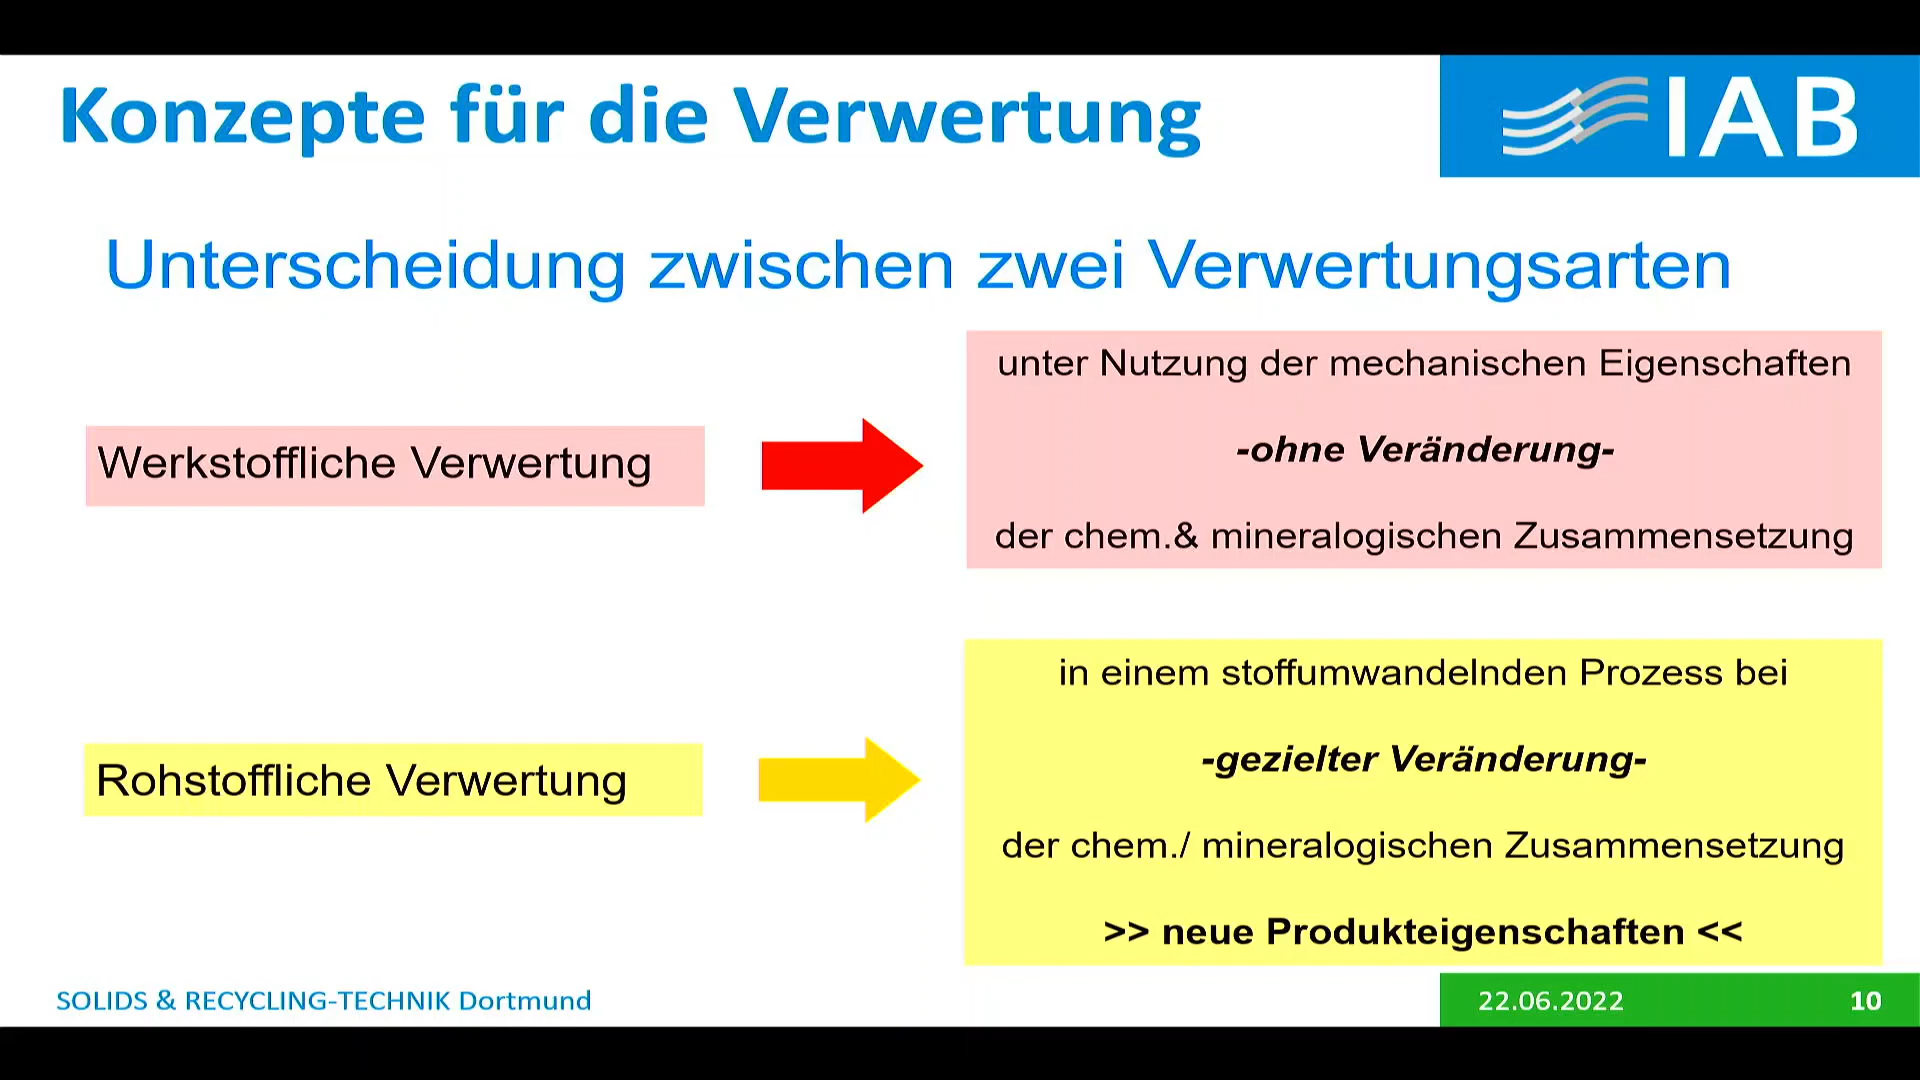 Konzepte für die Verwertung
IAB
Unterscheidung zwischen zwei Verwertungsarten
Werkstoffliche Verwertung
unter Nutzung der mechanischen Eigenschaften
-ohne Veränderung-
der chem.& mineralogischen Zusammensetzung
Rohstoffliche Verwertung
in einem stoffumwandelnden Prozess bei
-gezielter Veränderung-
der chem./ mineralogischen Zusammensetzung
>> neue Produkteigenschaften <<
SOLIDS & RECYCLING-TECHNIK Dortmund
22.06.2022
10